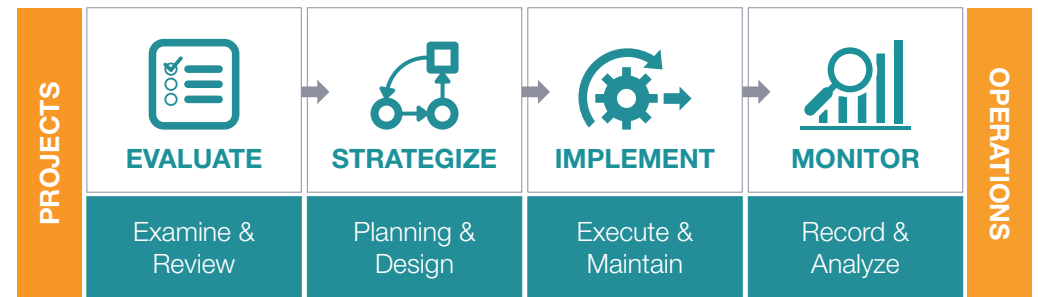 PROJECTS
EVALUATE
Examine &
Review
STRATEGIZE
Planning &
Design
IMPLEMENT
Execute &
Maintain
MONITOR
Record &
Analyze
OPERATIONS